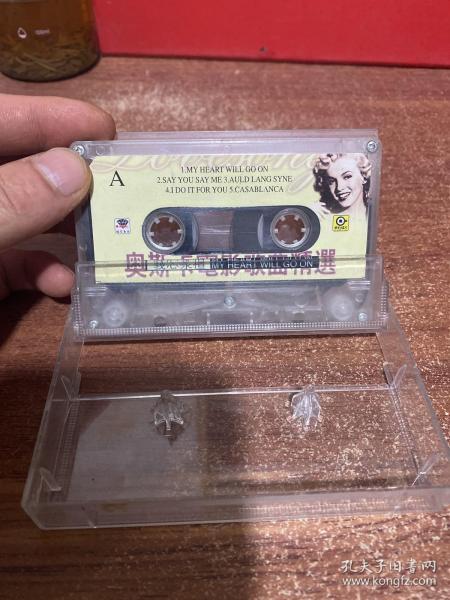 A
1.MY HEART WILL GO ON
2.SAY YOU SAY ME 3.AULD LANG SYNE
4.I DO IT FOR YOU 5.CASABLANCA
奥斯卡電影歌曲精選
MY HEART WILL GO ON
孔夫子旧书网
www.kongfz.com